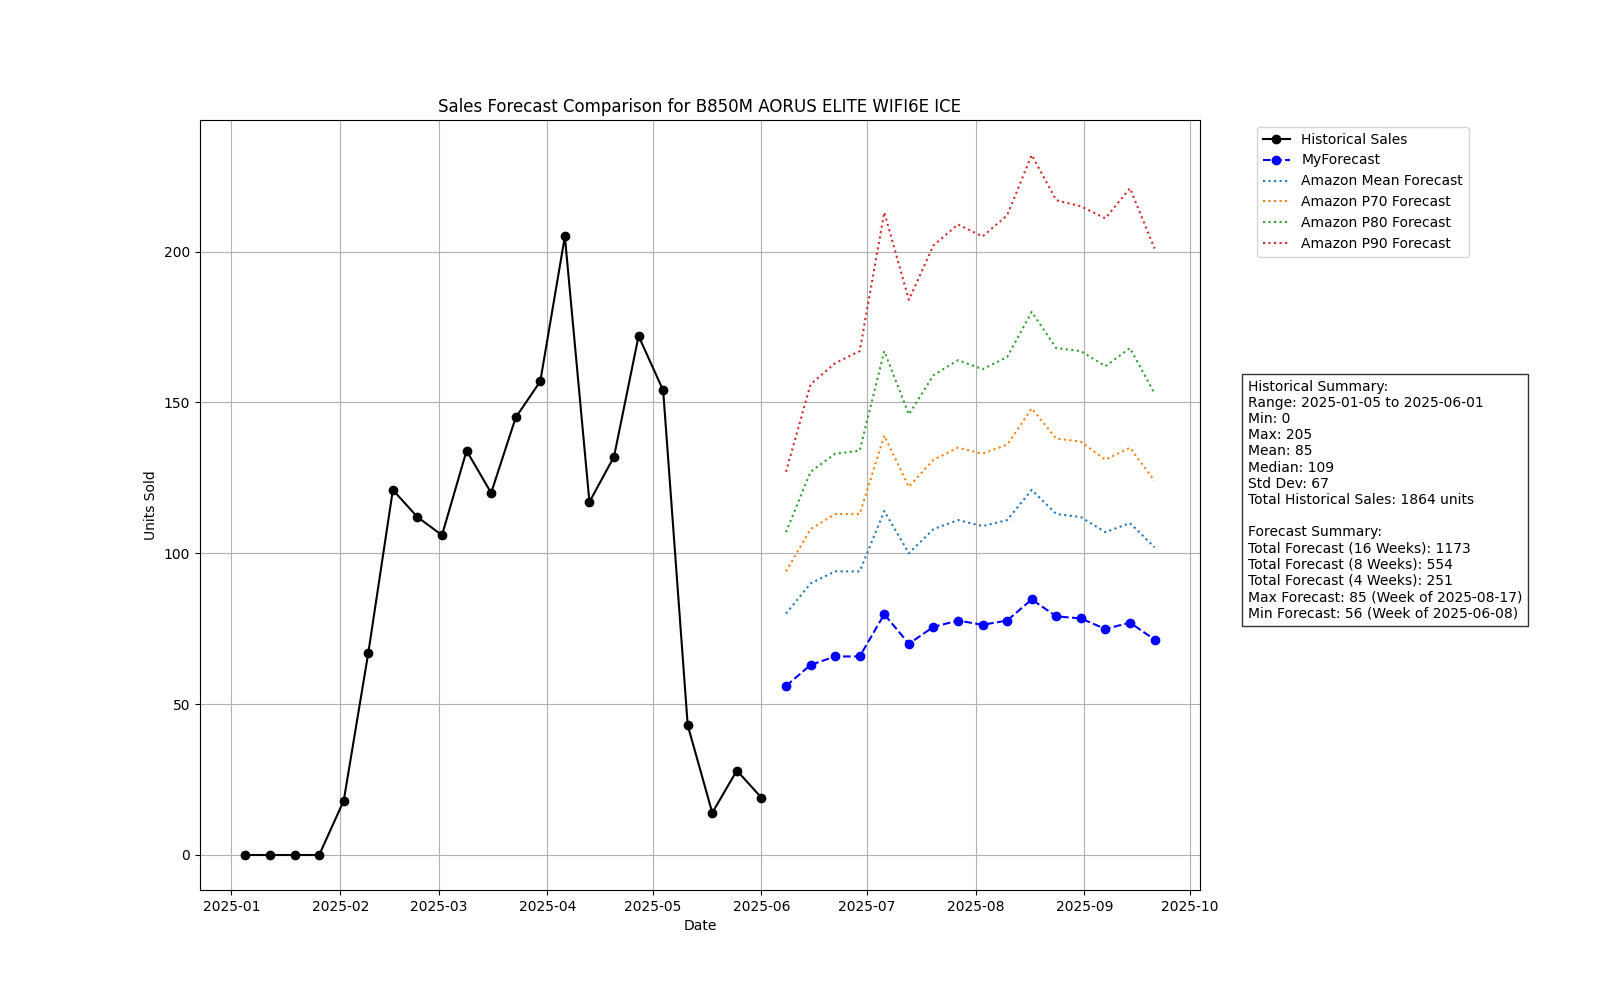 Sales Forecast Comparison for B850M AORUS ELITE WIFI6E ICE
Historical Sales
MyForecast
Amazon Mean Forecast
Amazon P70 Forecast
Amazon P80 Forecast
Amazon P90 Forecast
Units Sold
200
150
100
50
0
2025-01
2025-02
2025-03
2025-04
2025-05
2025-06
2025-07
2025-08
2025-09
2025-10
Date
Historical Summary:
Range: 2025-01-05 to 2025-06-01
Min: 0
Max: 205
Mean: 85
Median: 109
Std Dev: 67
Total Historical Sales: 1864 units
Forecast Summary:
Total Forecast (16 Weeks): 1173
Total Forecast (8 Weeks): 554
Total Forecast (4 Weeks): 251
Max Forecast: 85 (Week of 2025-08-17)
Min Forecast: 56 (Week of 2025-06-08)